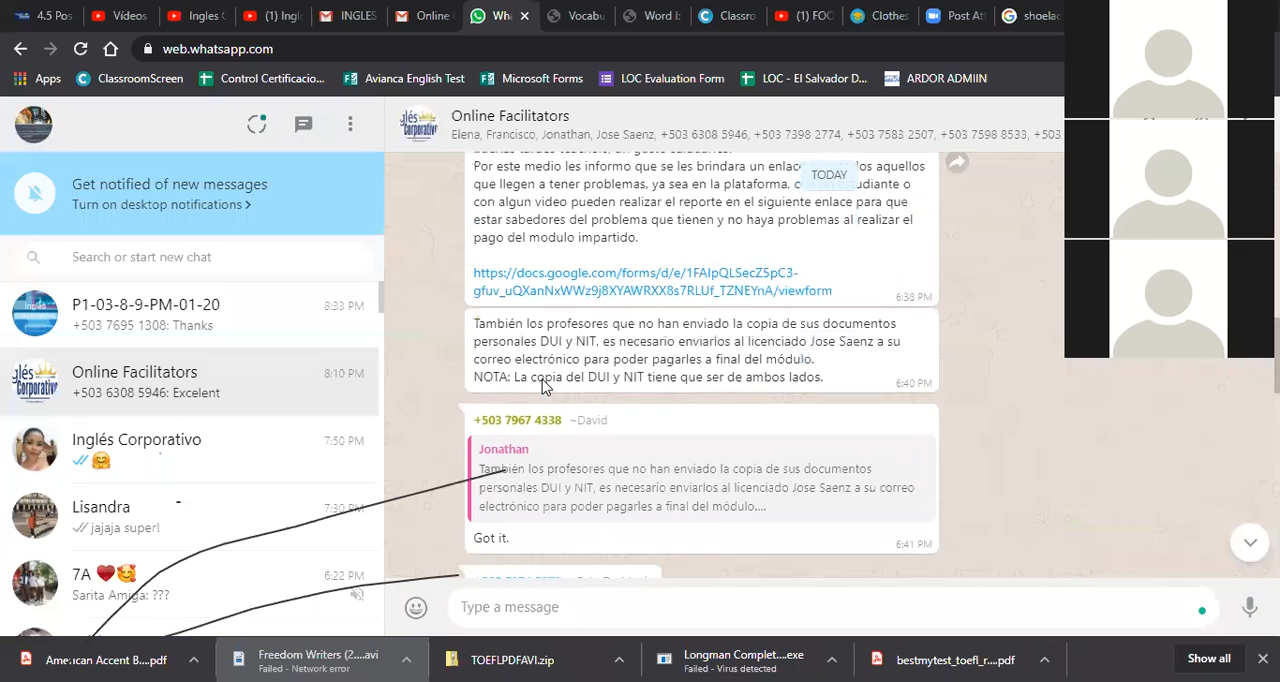 4.5 Pos
Vídeos
Ingles C
(1) Ingl
INGLES
Online C
Wha
Vocabu
Word b
Classro
(1) FOO
Clothes
Post Att
shoelac
web.whatsapp.com
Apps
ClassroomScreen
Control Certificacio...
Avianca English Test
Microsoft Forms
LOC Evaluation Form
LOC - El Salvador D...
ARDOR ADMIIN
Get notified of new messages
Turn on desktop notifications >
Search or start new chat
P1-03-8-9-PM-01-20 8:33 PM
+503 7695 1308: Thanks
Online Facilitators 8:10 PM
+503 6308 5946: Excelent
Inglés Corporativo 7:50 PM
Lisandra 7:30 PM
jajaja super!
7A 6:22 PM
Sarita Amiga: ???
glés
Corporativo
Online Facilitators
Elena, Francisco, Jonathan, Jose Saenz, +503 6308 5946, +503 7398 2774, +503 7583 2507, +503 7598 8533, +503
TODAY
Por este medio les informo que se les brindara un enlace los aquellos
que llegen a tener problemas, ya sea en la plataforma, con un estudiante o
con algun video pueden realizar el reporte en el siguiente enlace para que
estar sabedores del problema que tienen y no haya problemas al realizar el
pago del modulo impartido.
https://docs.google.com/forms/d/e/1FAIpQLSecZ5pC3-
gfuv_uQXanNxWWz9j8XYAWRXX8s7RLUf_TZNEYnA/viewform
6:38 PM
También los profesores que no han enviado la copia de sus documentos
personales DUI y NIT, es necesario enviarlos al licenciado Jose Saenz a su
correo electrónico para poder pagarles a final del módulo.
NOTA: La copia del DUI y NIT tiene que ser de ambos lados.
6:40 PM
+503 7967 4338 ~David
Jonathan
También los profesores que no han enviado la copia de sus documentos
personales DUI y NIT, es necesario enviarlos al licenciado Jose Saenz a su correo
electrónico para poder pagarles a final del módulo....
Got it.
6:41 PM
Type a message
American Accent B....pdf
Freedom Writers (2....avi
Failed - Network error
TOEFLPDFAVI.zip
Longman Complet....exe
Failed - Virus detected
bestmytest_toefl_r....pdf
Show all